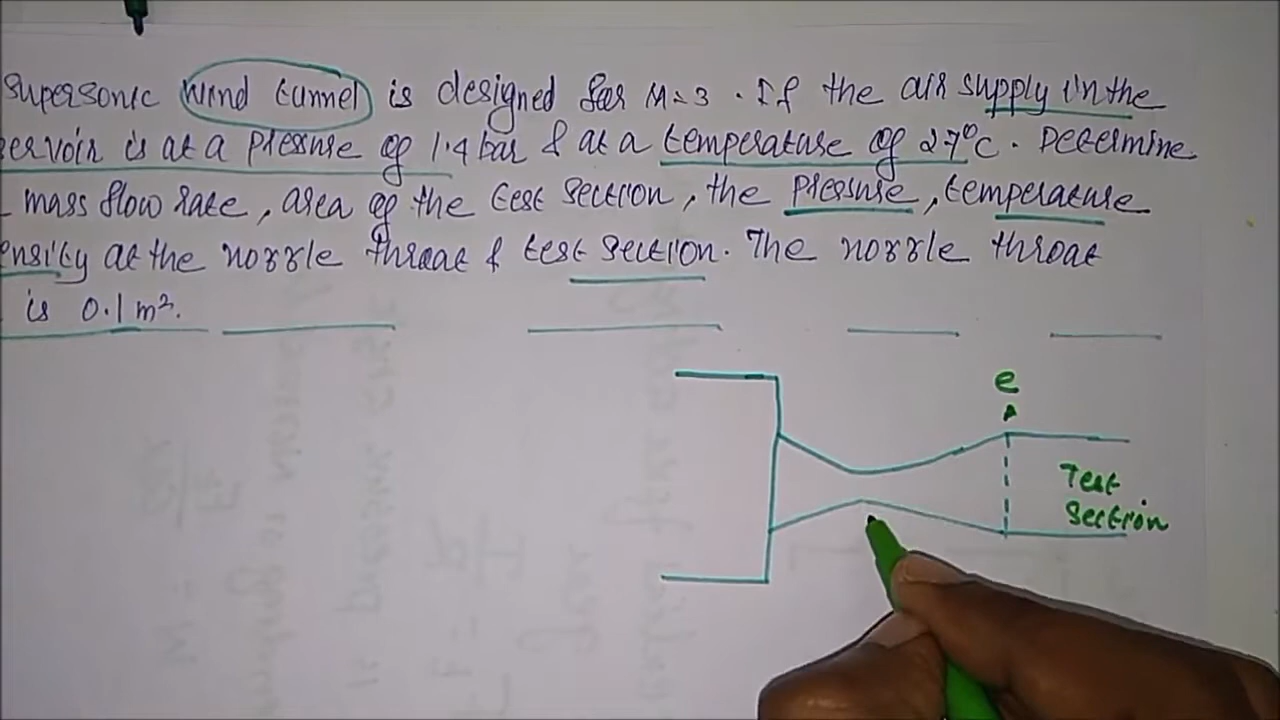 supersonic wind tunnel is designed for M = 3 . If the air supply in the
ervoir is at a pressure of 1.4 bar & at a temperature of 27°C . Determine
mass flow rate, area of the test section, the pressure, temperature
ensity at the nozzle throat & test section. The nozzle throat
is 0.1 m².
e
Test
Section